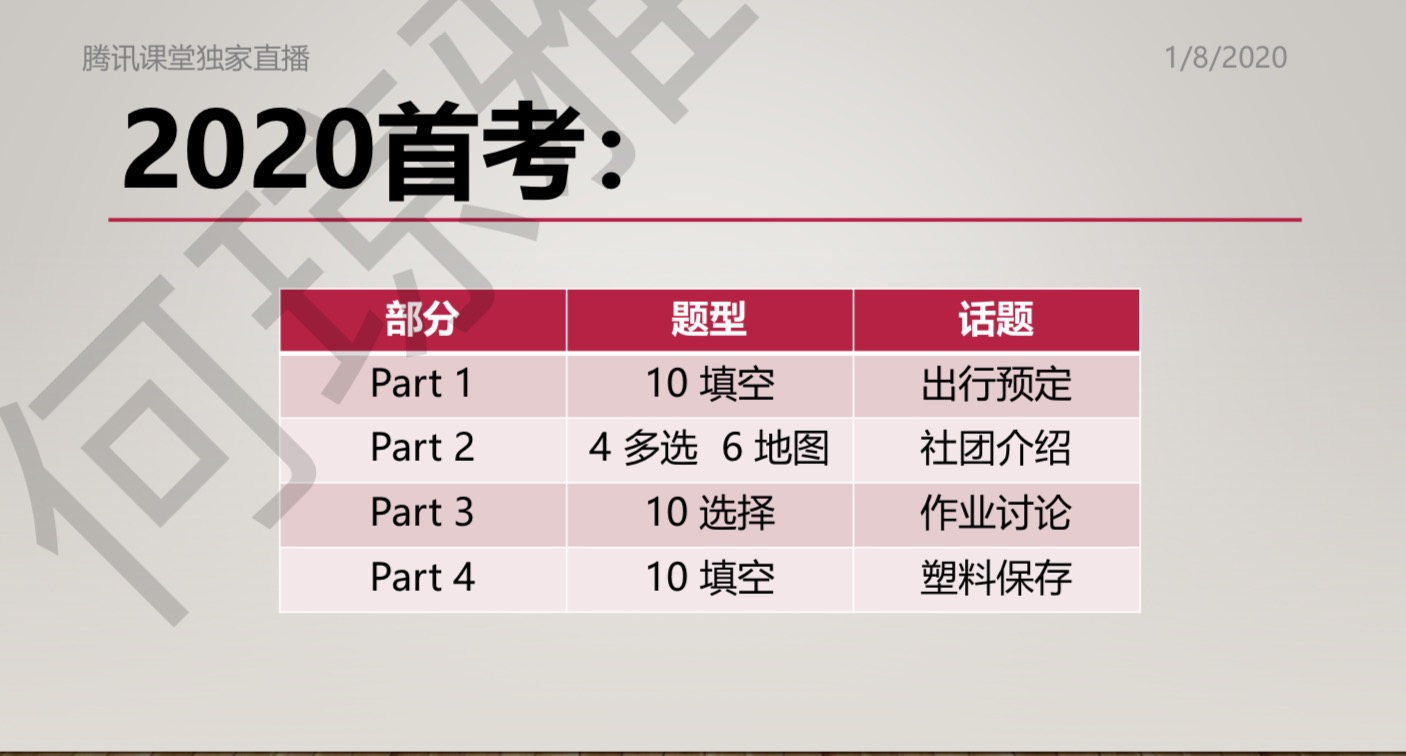 腾讯课堂独家直播 1/8/2020
2020首考：
部分 题型 话题
Part 1 10 填空 出行预定
Part 2 4 多选 6 地图 社团介绍
Part 3 10 选择 作业讨论
Part 4 10 填空 塑料保存
何琼雅